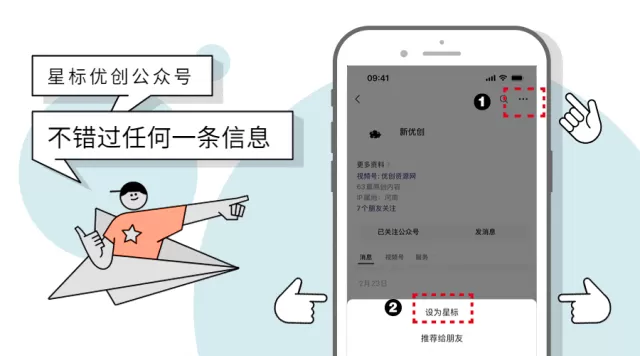 星标优创公众号
不错过任何一条信息
09:41
1
新优创
更多资料
视频号: 优创资源网
63篇原创内容
IP属地: 河南
7个朋友关注
已关注公众号 发消息
消息 视频号 服务
2月23日
2
设为星标
推荐给朋友